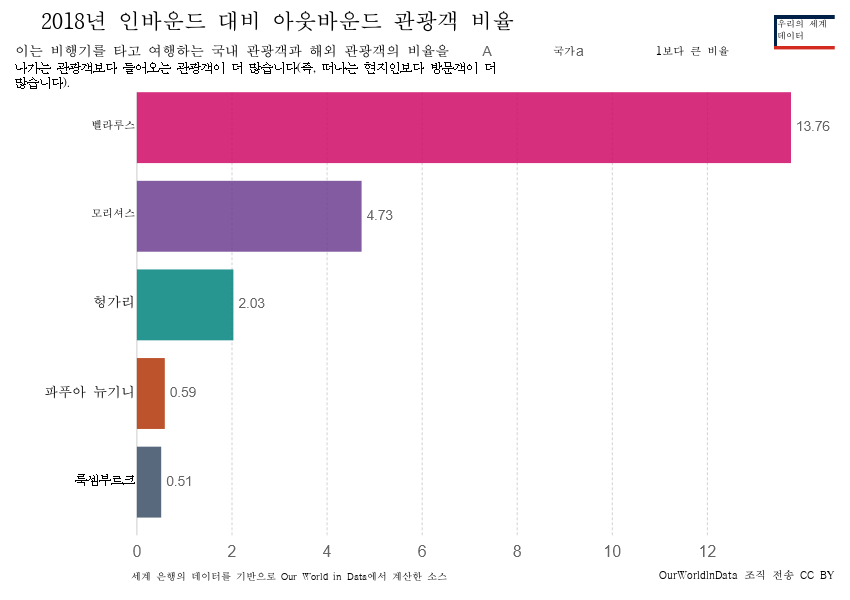 2018년 인바운드 대비 아웃바운드 관광객 비율
우리의 세계
데이터
이는 비행기를 타고 여행하는 국내 관광객과 해외 관광객의 비율을 A 국가a 1보다 큰 비율
나가는 관광객보다 들어오는 관광객이 더 많습니다(즉, 떠나는 현지인보다 방문객이 더
많습니다).
벨라루스 13.76
모리셔스 4.73
헝가리 2.03
파푸아 뉴기니 0.59
룩셈부르크 0.51
0 2 4 6 8 10 12
세계 은행의 데이터를 기반으로 Our World in Data에서 계산한 소스
OurWorldInData 조직 전송 CC BY